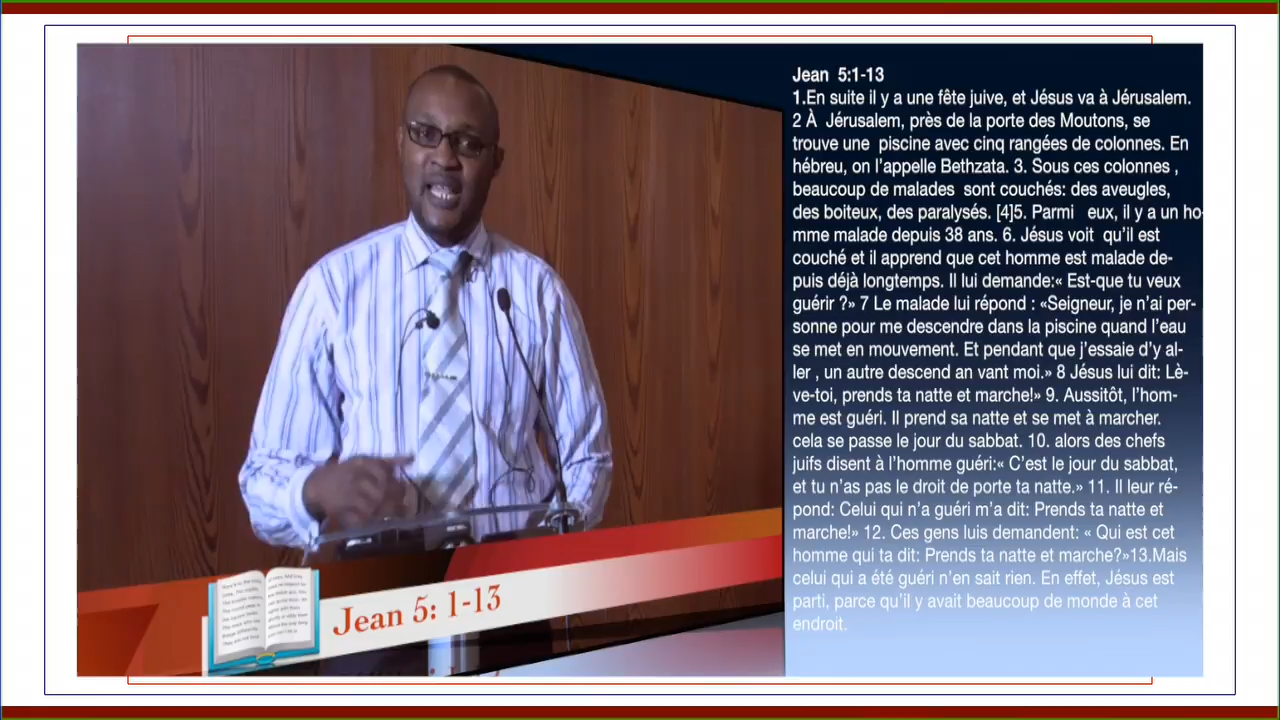 Jean 5:1-13
1.En suite il y a une fête juive, et Jésus va à Jérusalem.
2 À Jérusalem, près de la porte des Moutons, se
trouve une piscine avec cinq rangées de colonnes. En
hébreu, on l'appelle Bethzata. 3. Sous ces colonnes ,
beaucoup de malades sont couchés: des aveugles,
des boiteux, des paralysés. [4]5. Parmi eux, il y a un ho-
mme malade depuis 38 ans. 6. Jésus voit qu'il est
couché et il apprend que cet homme est malade de-
puis déjà longtemps. Il lui demande:« Est-que tu veux
guérir ?» 7 Le malade lui répond : «Seigneur, je n'ai per-
sonne pour me descendre dans la piscine quand l'eau
se met en mouvement. Et pendant que j'essaie d'y al-
ler , un autre descend an vant moi.» 8 Jésus lui dit: Lè-
ve-toi, prends ta natte et marche!» 9. Aussitôt, l'hom-
me est guéri. Il prend sa natte et se met à marcher.
cela se passe le jour du sabbat. 10. alors des chefs
juifs disent à l'homme guéri:« C'est le jour du sabbat,
et tu n'as pas le droit de porte ta natte.» 11. Il leur ré-
pond: Celui qui n'a guéri m'a dit: Prends ta natte et
marche!» 12. Ces gens luis demandent: « Qui est cet
homme qui ta dit: Prends ta natte et marche?»13.Mais
celui qui a été guéri n'en sait rien. En effet, Jésus est
parti, parce qu'il y avait beaucoup de monde à cet
endroit.
Jean 5: 1-13